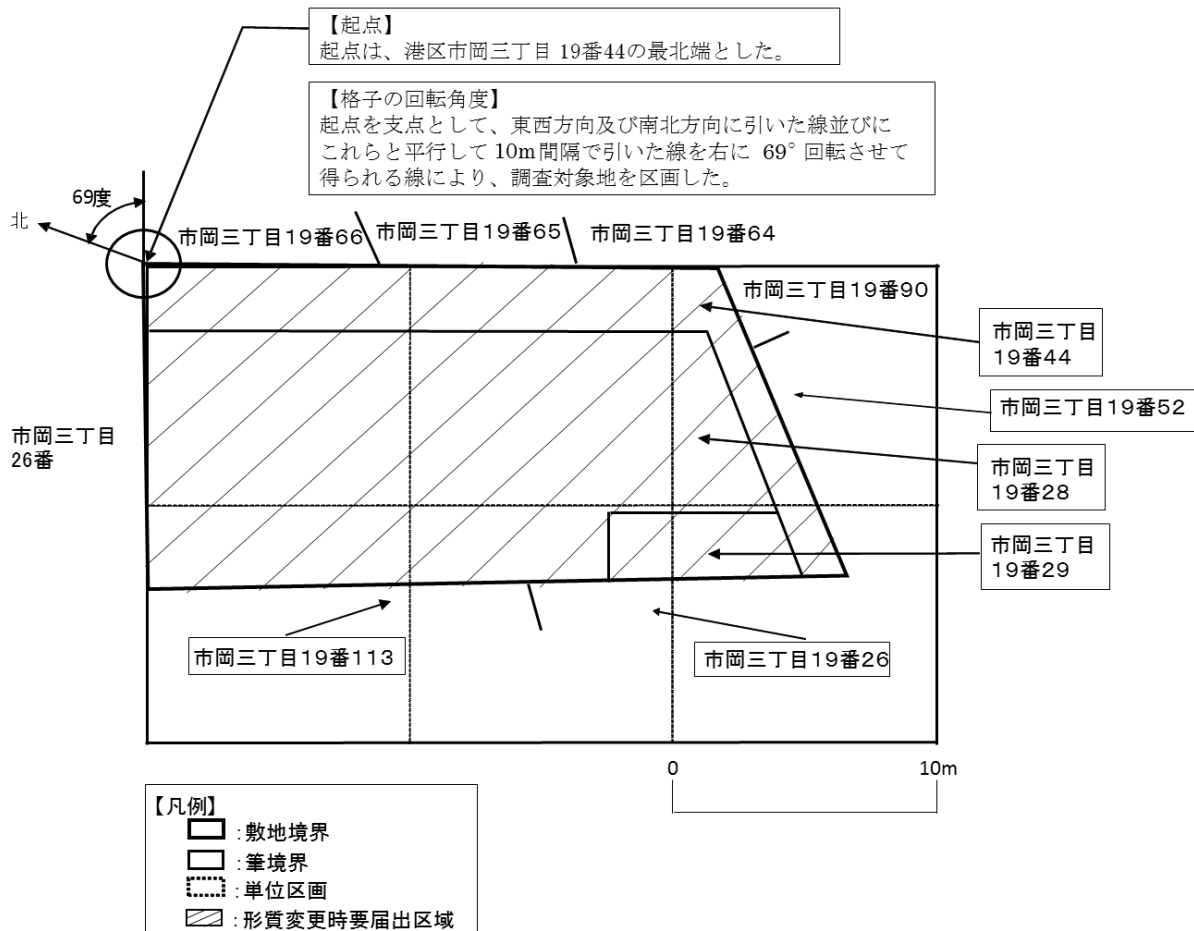 【起点】
起点は、港区市岡三丁目 19番44の最北端とした。
【格子の回転角度】
起点を支点として、東西方向及び南北方向に引いた線並びに
これらと平行して 10m間隔で引いた線を右に 69° 回転させて
得られる線により、調査対象地を区画した。
69度
北
市岡三丁目19番66
市岡三丁目19番65
市岡三丁目19番64
市岡三丁目19番90
市岡三丁目
19番44
市岡三丁目19番52
市岡三丁目
26番
市岡三丁目
19番28
市岡三丁目
19番29
市岡三丁目19番113
市岡三丁目19番26
0
10m
【凡例】
:敷地境界
:筆境界
:単位区画
:形質変更時要届出区域